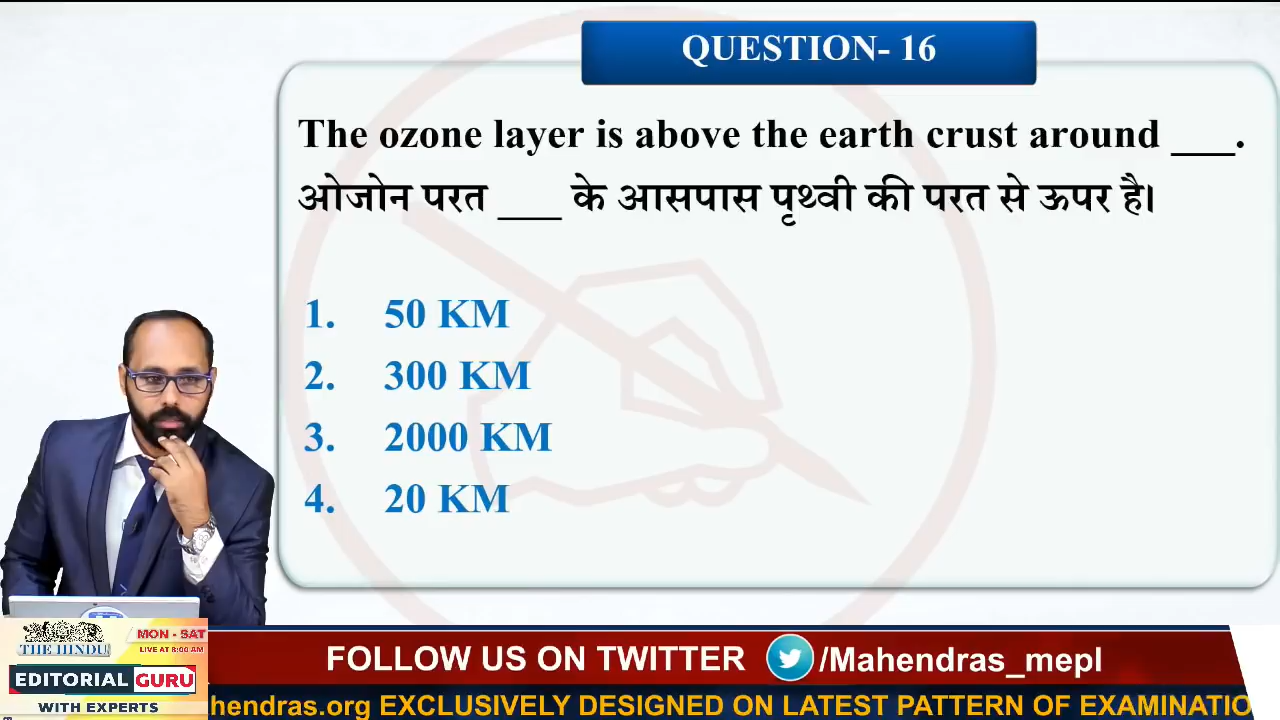 QUESTION- 16
The ozone layer is above the earth crust around ___.
ओजोन परत ___ के आसपास पृथ्वी की परत से ऊपर है।
1. 50 KM
2. 300 KM
3. 2000 KM
4. 20 KM
THE HINDU
MON - SAT
LIVE AT 8:00 AM
EDITORIAL GURU
WITH EXPERTS
FOLLOW US ON TWITTER /Mahendras_mepl
hendras.org EXCLUSIVELY DESIGNED ON LATEST PATTERN OF EXAMINATIO